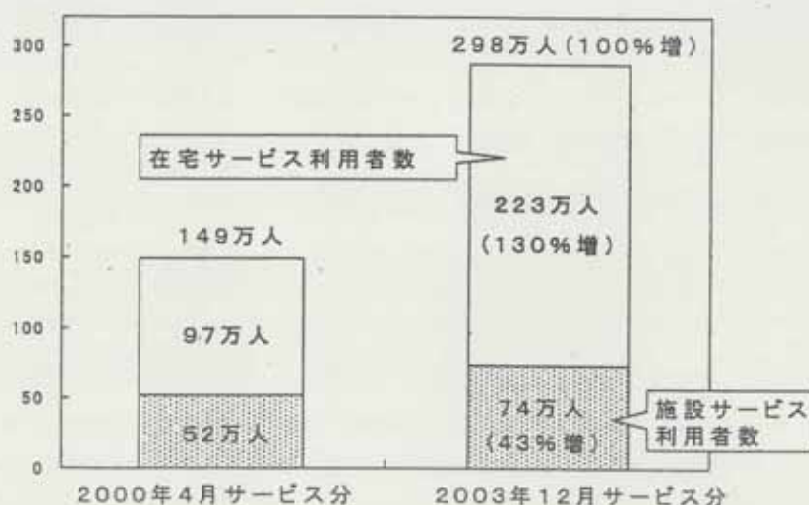 300
250
200
150
100
50
0
298万人(100%増)
在宅サービス利用者数
223万人
(130%増)
149万人
97万人
52万人
74万人
(43%増)
施設サービス
利用者数
2000年4月サービス分
2003年12月サービス分